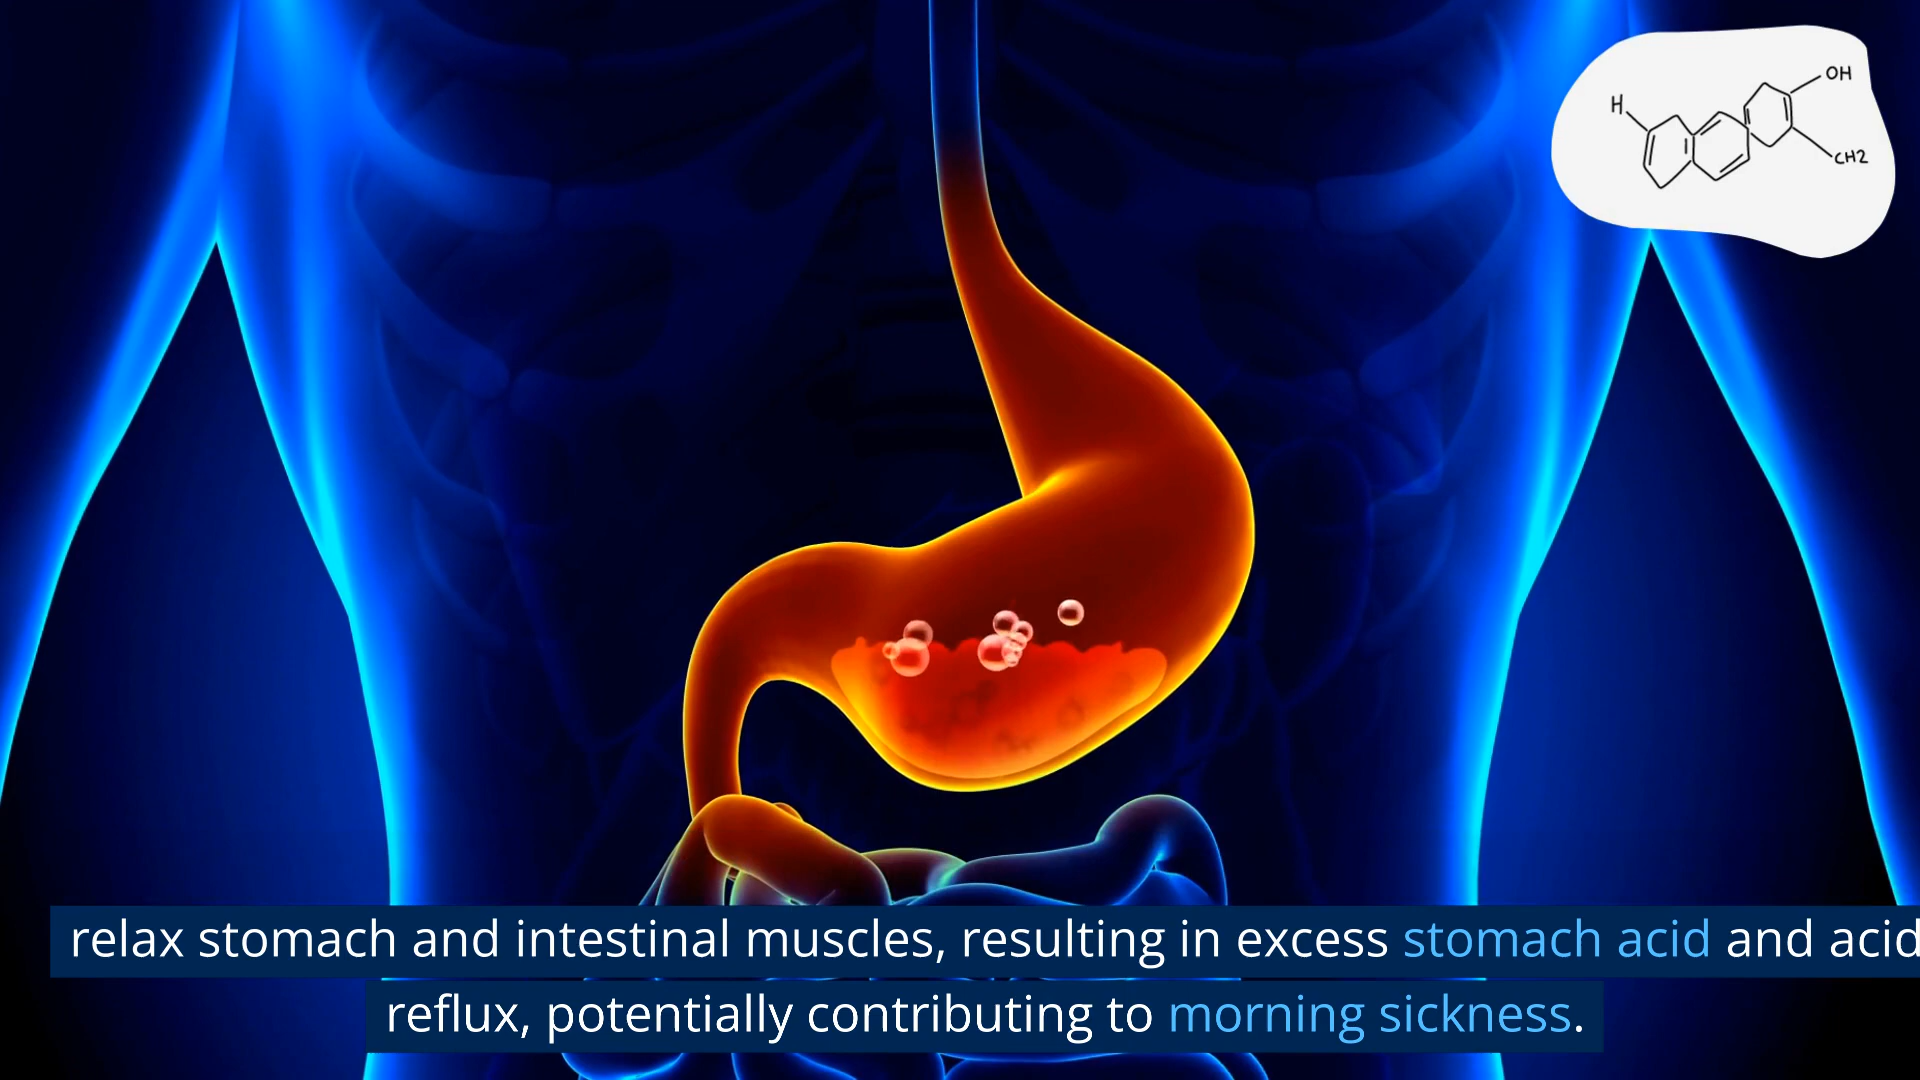 OH
H
CH2
relax stomach and intestinal muscles, resulting in excess stomach acid and acid
reflux, potentially contributing to morning sickness.